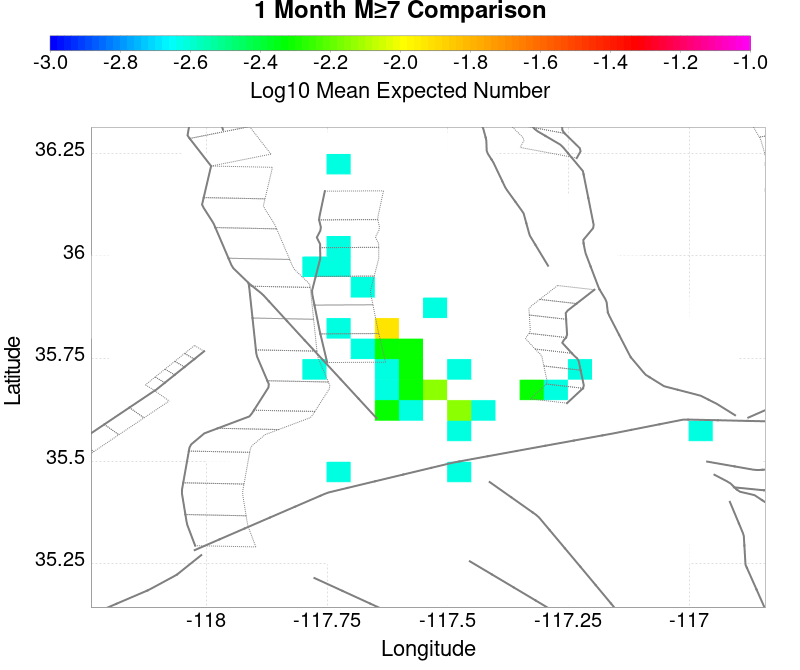 1 Month M≥7 Comparison
-3.0 -2.8 -2.6 -2.4 -2.2 -2.0 -1.8 -1.6 -1.4 -1.2 -1.0
Log10 Mean Expected Number
36.25
36
35.75
35.5
35.25
Latitude
-118 -117.75 -117.5 -117.25 -117
Longitude